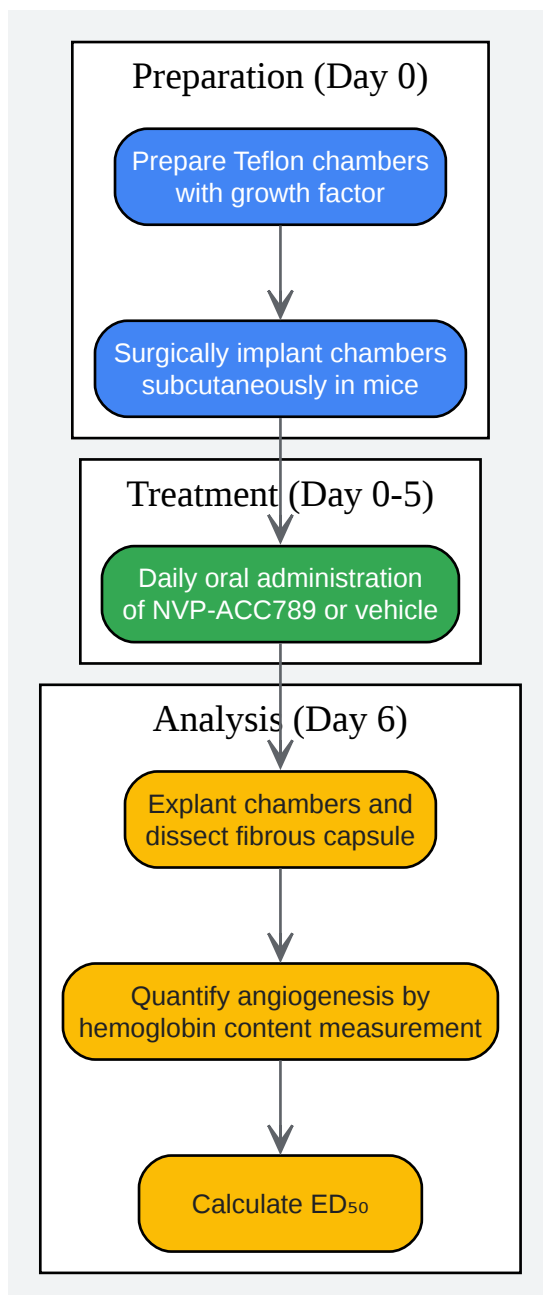 Preparation (Day 0)
Prepare Teflon chambers
with growth factor
Surgically implant chambers
subcutaneously in mice
Treatment (Day 0-5)
Daily oral administration
of NVP-ACC789 or vehicle
Analysis (Day 6)
Explant chambers and
dissect fibrous capsule
Quantify angiogenesis by
hemoglobin content measurement
Calculate ED₅₀